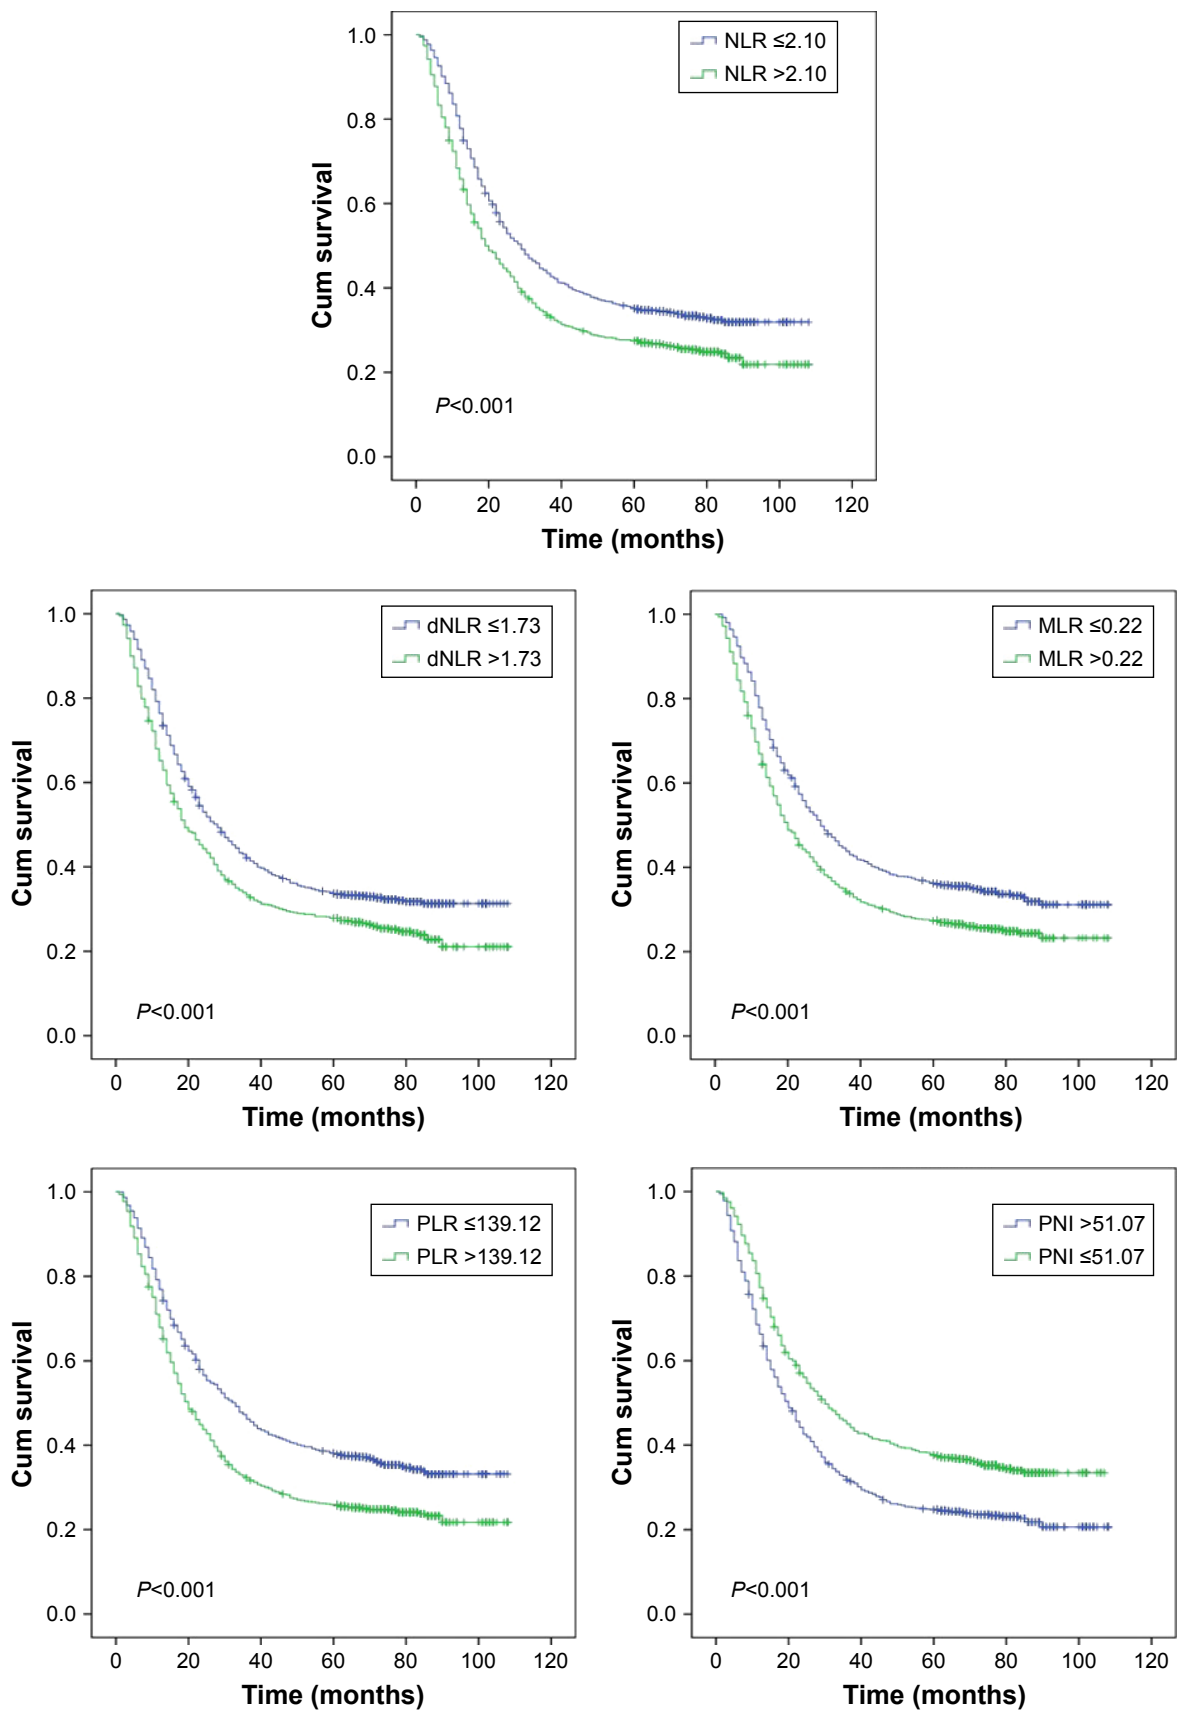 NLR ≤2.10
NLR >2.10
1.0
0.8
0.6
0.4
0.2
0.0
Cum survival
P<0.001
0 20 40 60 80 100 120
Time (months)
dNLR ≤1.73
dNLR >1.73
1.0
0.8
0.6
0.4
0.2
0.0
Cum survival
P<0.001
0 20 40 60 80 100 120
Time (months)
MLR ≤0.22
MLR >0.22
1.0
0.8
0.6
0.4
0.2
0.0
Cum survival
P<0.001
0 20 40 60 80 100 120
Time (months)
PLR ≤139.12
PLR >139.12
1.0
0.8
0.6
0.4
0.2
0.0
Cum survival
P<0.001
0 20 40 60 80 100 120
Time (months)
PNI >51.07
PNI ≤51.07
1.0
0.8
0.6
0.4
0.2
0.0
Cum survival
P<0.001
0 20 40 60 80 100 120
Time (months)